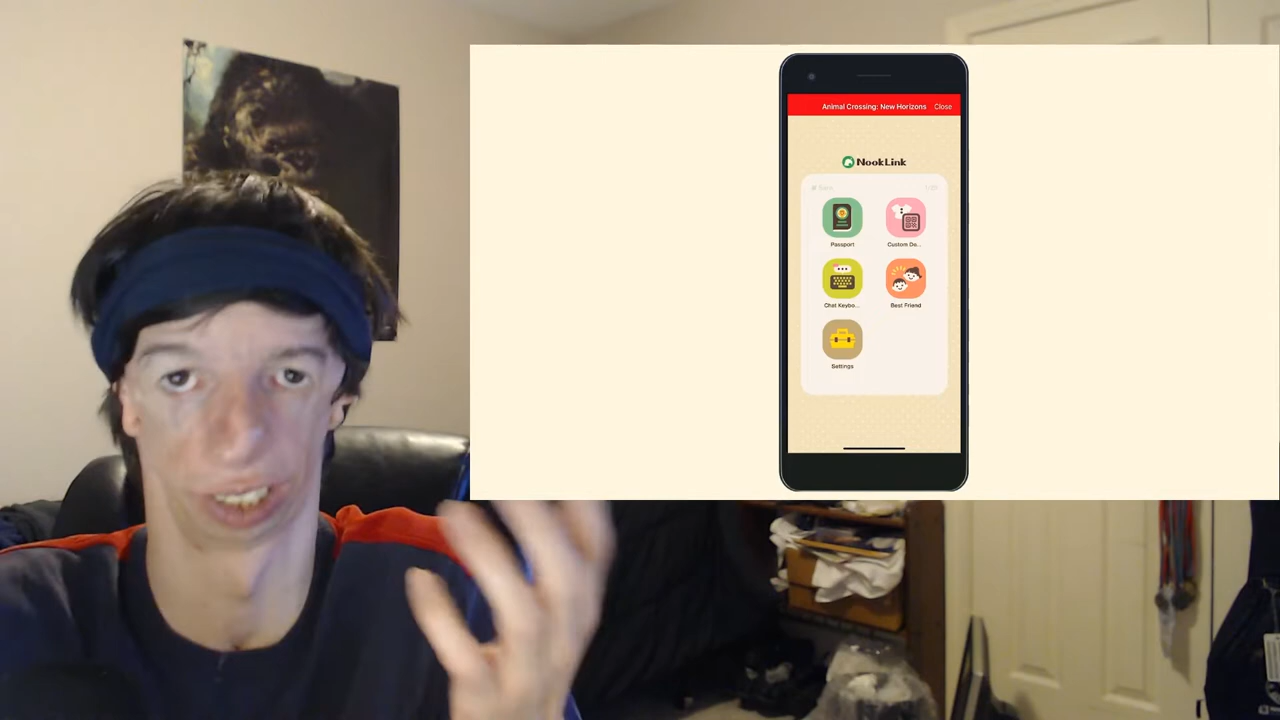 Animal Crossing: New Horizons Close
NookLink
Passport Custom De...
Chat Keybo... Best Friend
Settings